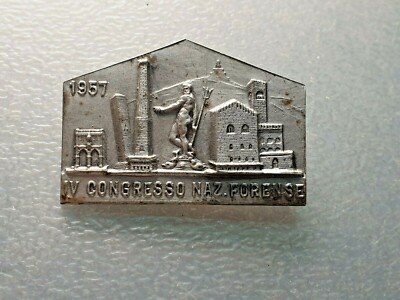 1957
IV CONGRESSO NAZ. FORENSE